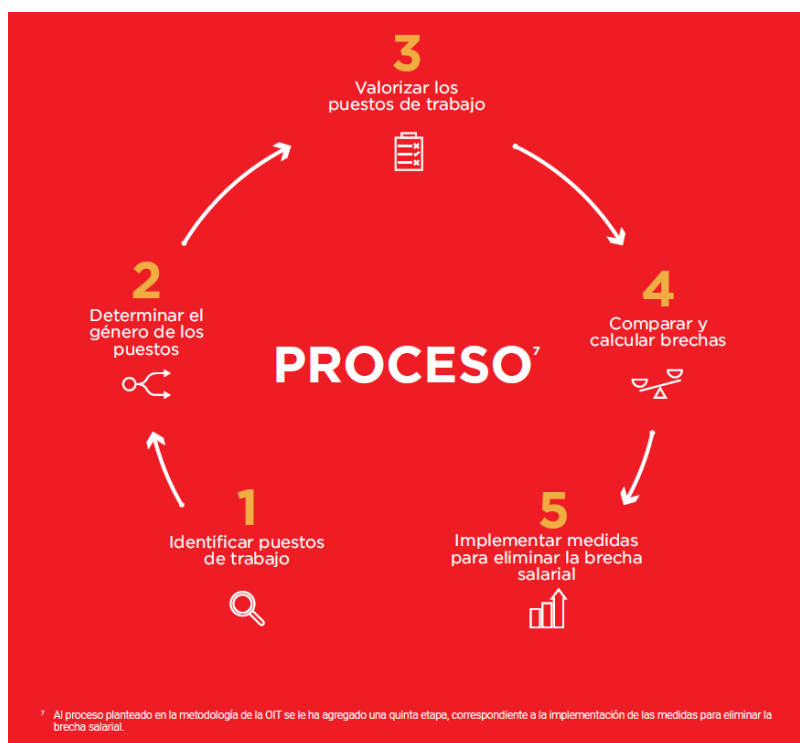 3
Valorizar los
puestos de trabajo
2
Determinar el
género de los
puestos
4
Comparar y
calcular brechas
PROCESO⁷
1
Identificar puestos
de trabajo
5
Implementar medidas
para eliminar la brecha
salarial
⁷ Al proceso planteado en la metodología de la OIT se le ha agregado una quinta etapa, correspondiente a la implementación de las medidas para eliminar la
brecha salarial.